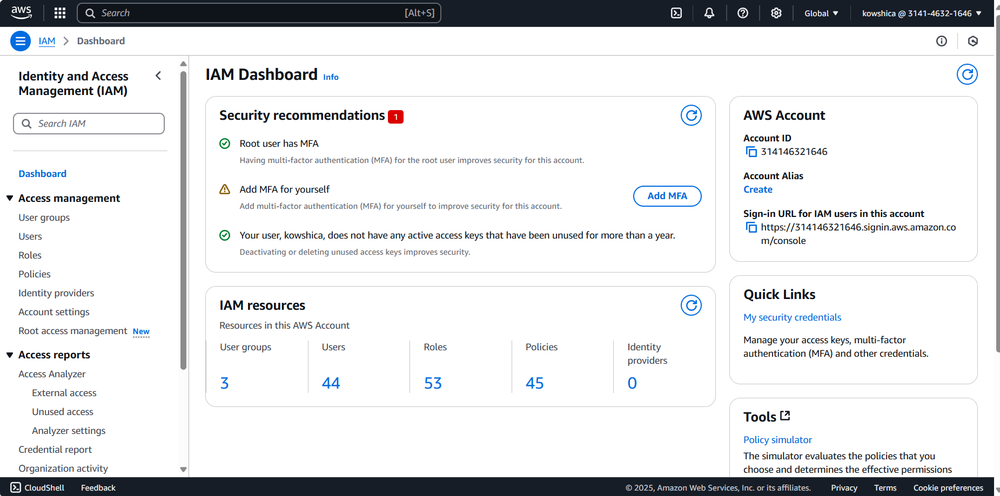 aws
Search [Alt+S]
Global
kowshica @ 3141-4632-1646
IAM
Dashboard
Identity and Access
Management (IAM)
Search IAM
Dashboard
Access management
User groups
Users
Roles
Policies
Identity providers
Account settings
Root access management New
Access reports
Access Analyzer
External access
Unused access
Analyzer settings
Credential report
Organization activity
IAM Dashboard Info
Security recommendations 1
Root user has MFA
Having multi-factor authentication (MFA) for the root user improves security for this account.
Add MFA for yourself
Add multi-factor authentication (MFA) for yourself to improve security for this account.
Add MFA
Your user, kowshica, does not have any active access keys that have been unused for more than a year.
Deactivating or deleting unused access keys improves security.
IAM resources
Resources in this AWS Account
User groups
3
Users
44
Roles
53
Policies
45
Identity
providers
0
AWS Account
Account ID
314146321646
Account Alias
Create
Sign-in URL for IAM users in this account
https://314146321646.signin.aws.amazon.co
m/console
Quick Links
My security credentials
Manage your access keys, multi-factor
authentication (MFA) and other credentials.
Tools
Policy simulator
The simulator evaluates the policies that you
choose and determines the effective permissions
CloudShell
Feedback
© 2025, Amazon Web Services, Inc. or its affiliates.
Privacy
Terms
Cookie preferences